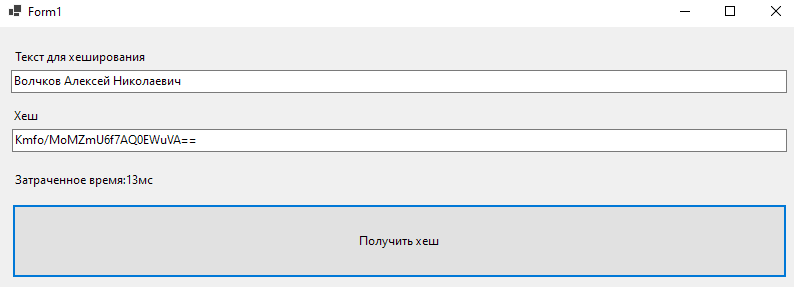 Form1
Текст для хеширования
Волчков Алексей Николаевич
Хеш
Kmfo/MoMZmU6f7AQ0EWuVA==
Затраченное время:13мс
Получить хеш